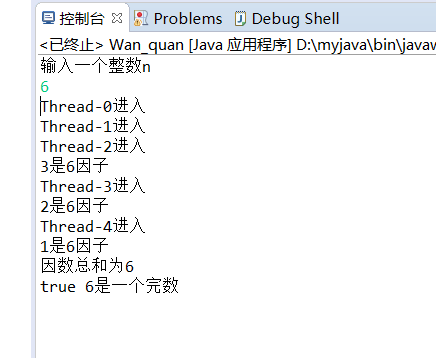 控制台 Problems Debug Shell
<已终止> Wan_quan [Java 应用程序] D:\myjava\bin\javaw
输入一个整数n
6
Thread-0进入
Thread-1进入
Thread-2进入
3是6因子
Thread-3进入
2是6因子
Thread-4进入
1是6因子
因数总和为6
true 6是一个完数